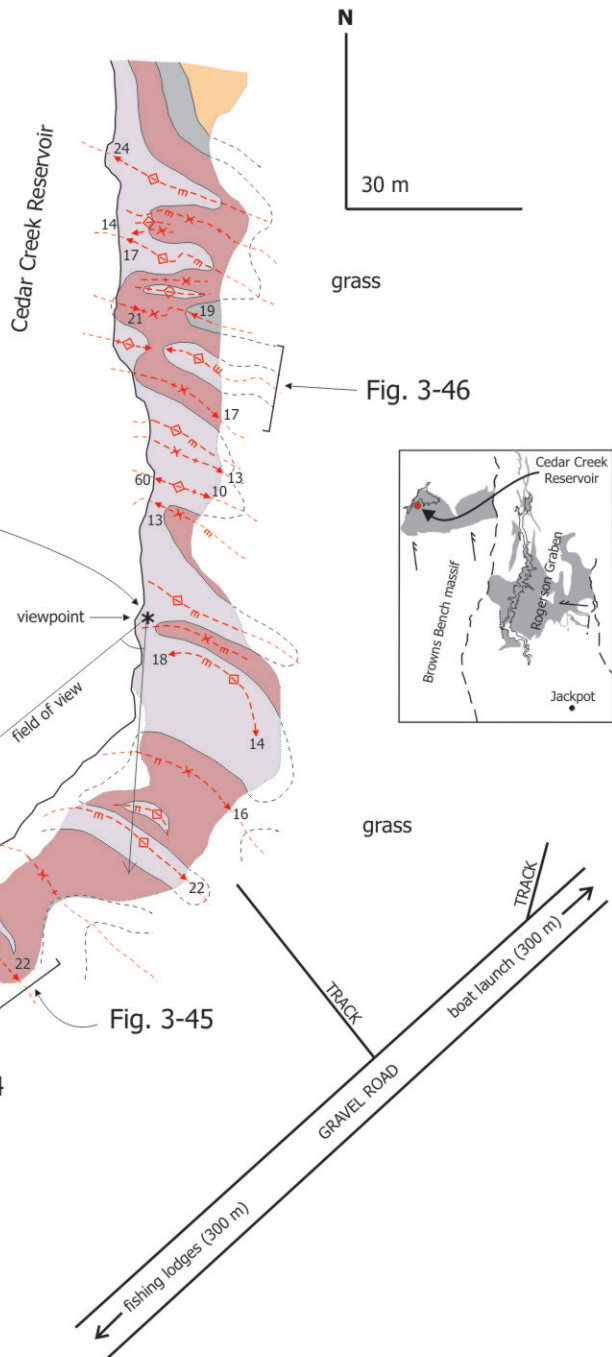 N
30 m
Cedar Creek Reservoir
24
14
17
grass
21
19
Fig. 3-46
17
13
60
10
13
Cedar Creek
Reservoir
Browns Bench massif
Rogerson Graben
Jackpot
viewpoint
18
field of view
14
16
grass
22
TRACK
TRACK
boat launch (300 m)
22
Fig. 3-45
GRAVEL ROAD
4
fishing lodges (300 m)